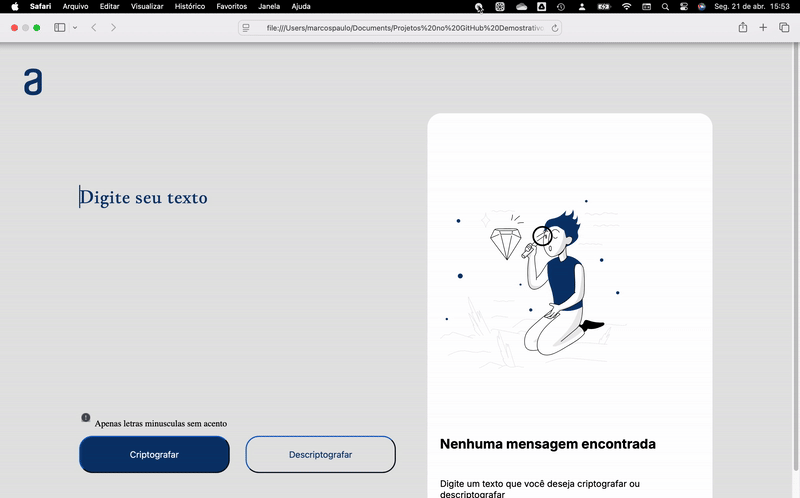 Safari Arquivo Editar Visualizar Histórico Favoritos Janela Ajuda Seg. 21 de abr. 15:53
file:///Users/marcospaulo/Documents/Projetos%20no%20GitHub%20Demostrativo
a
Digite seu texto
Apenas letras minusculas sem acento
Criptografar Descriptografar
Nenhuma mensagem encontrada
Digite um texto que você deseja criptografar ou
descriptografar